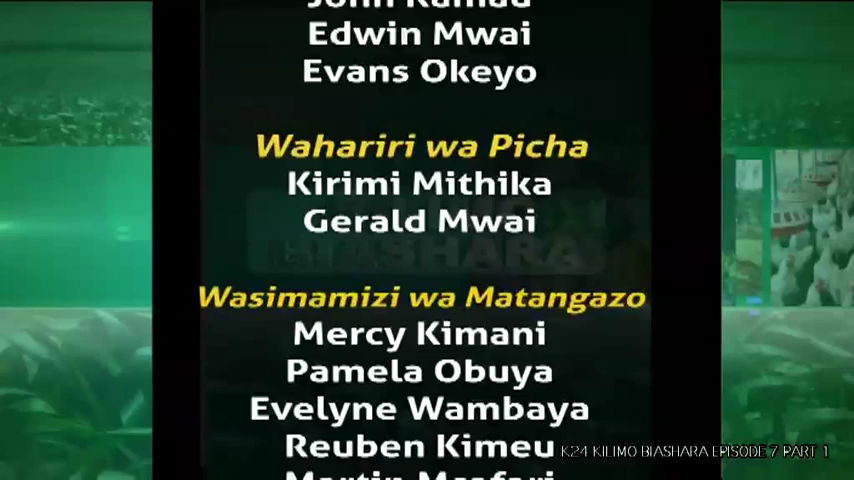 Edwin Mwai
Evans Okeyo
Wahariri wa Picha
Kirimi Mithika
Gerald Mwai
BIASHARA
Wasimamizi wa Matangazo
Mercy Kimani
Pamela Obuya
Evelyne Wambaya
Reuben Kimeu
K24 KILIMO BIASHARA EPISODE 7 PART 1